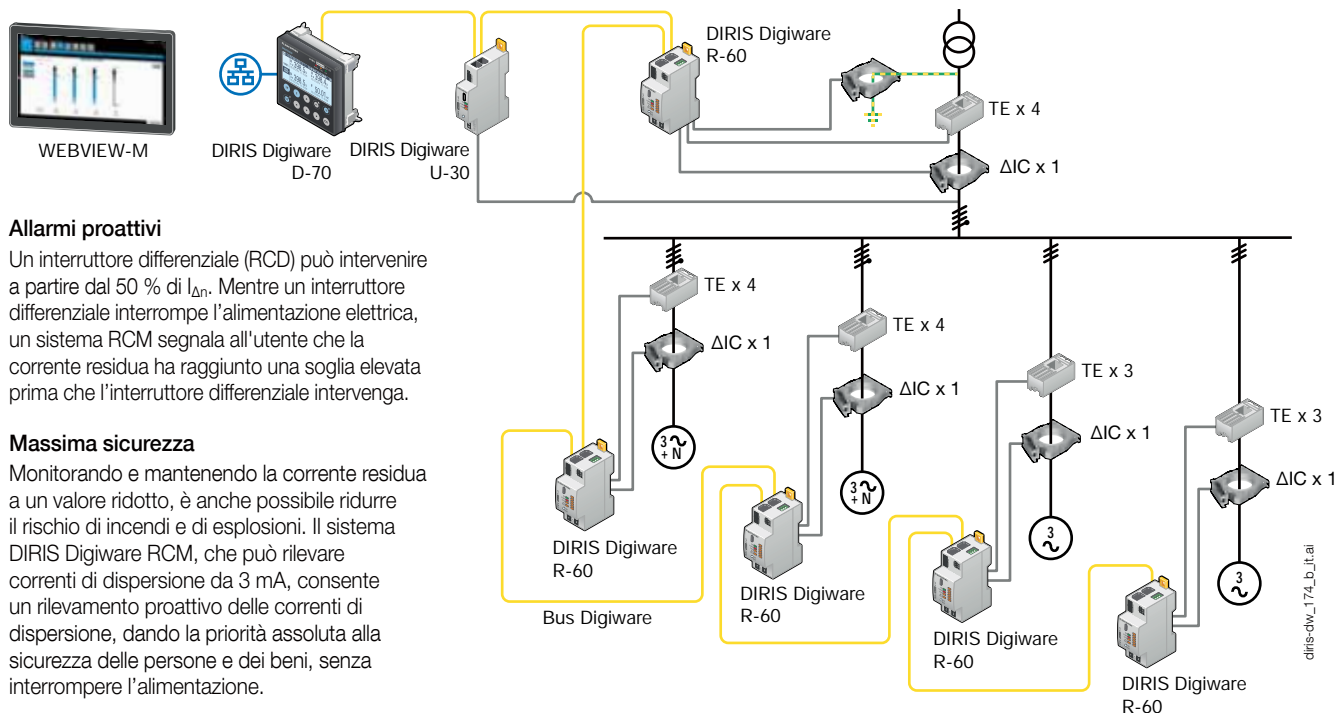 WEBVIEW-M
DIRIS Digiware
D-70
DIRIS Digiware
U-30
DIRIS Digiware
R-60
TE x 4
ΔIC x 1
Allarmi proattivi
Un interruttore differenziale (RCD) può intervenire
a partire dal 50 % di IΔn. Mentre un interruttore
differenziale interrompe l’alimentazione elettrica,
un sistema RCM segnala all'utente che la
corrente residua ha raggiunto una soglia elevata
prima che l’interruttore differenziale intervenga.
Massima sicurezza
Monitorando e mantenendo la corrente residua
a un valore ridotto, è anche possibile ridurre
il rischio di incendi e di esplosioni. Il sistema
DIRIS Digiware RCM, che può rilevare
correnti di dispersione da 3 mA, consente
un rilevamento proattivo delle correnti di
dispersione, dando la priorità assoluta alla
sicurezza delle persone e dei beni, senza
interrompere l’alimentazione.
TE x 4
ΔIC x 1
3
+ N
DIRIS Digiware
R-60
Bus Digiware
TE x 4
ΔIC x 1
3
+ N
DIRIS Digiware
R-60
TE x 3
ΔIC x 1
3
DIRIS Digiware
R-60
TE x 3
ΔIC x 1
3
DIRIS Digiware
R-60
diris-dw_174_b_it.ai